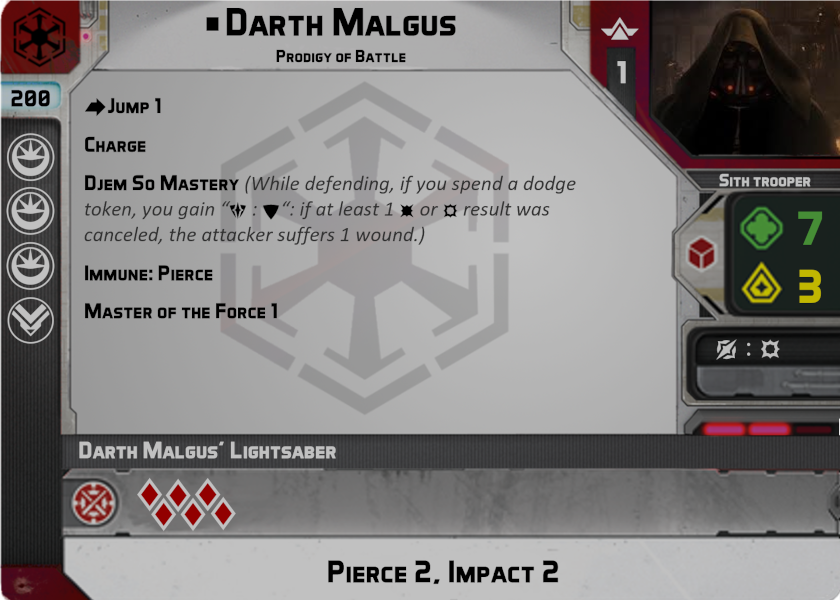 ▪Darth Malgus
Prodigy of Battle
1
200
Jump 1
Charge
Djem So Mastery (While defending, if you spend a dodge
token, you gain “ : “: if at least 1 or result was
canceled, the attacker suffers 1 wound.)
Immune: Pierce
Master of the Force 1
Sith trooper
7
3
:
Darth Malgus' Lightsaber
Pierce 2, Impact 2